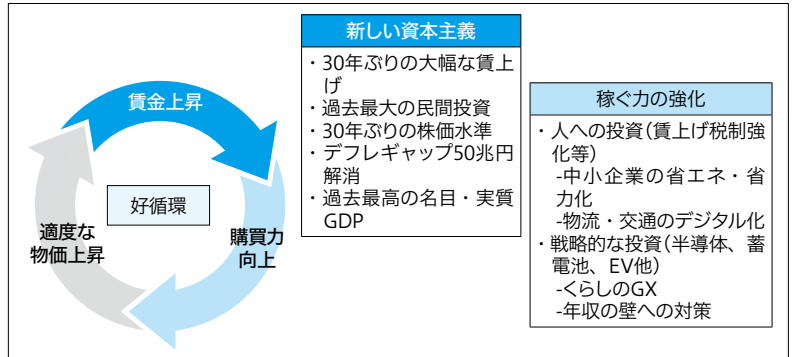 賃金上昇
好循環
適度な
物価上昇
購買力
向上
新しい資本主義
・30年ぶりの大幅な賃上
げ
・過去最大の民間投資
・30年ぶりの株価水準
・デフレギャップ50兆円
解消
・過去最高の名目・実質
GDP
稼ぐ力の強化
・人への投資(賃上げ税制強
化等)
-中小企業の省エネ・省
力化
-物流・交通のデジタル化
・戦略的な投資(半導体、蓄
電池、EV他)
-くらしのGX
-年収の壁への対策